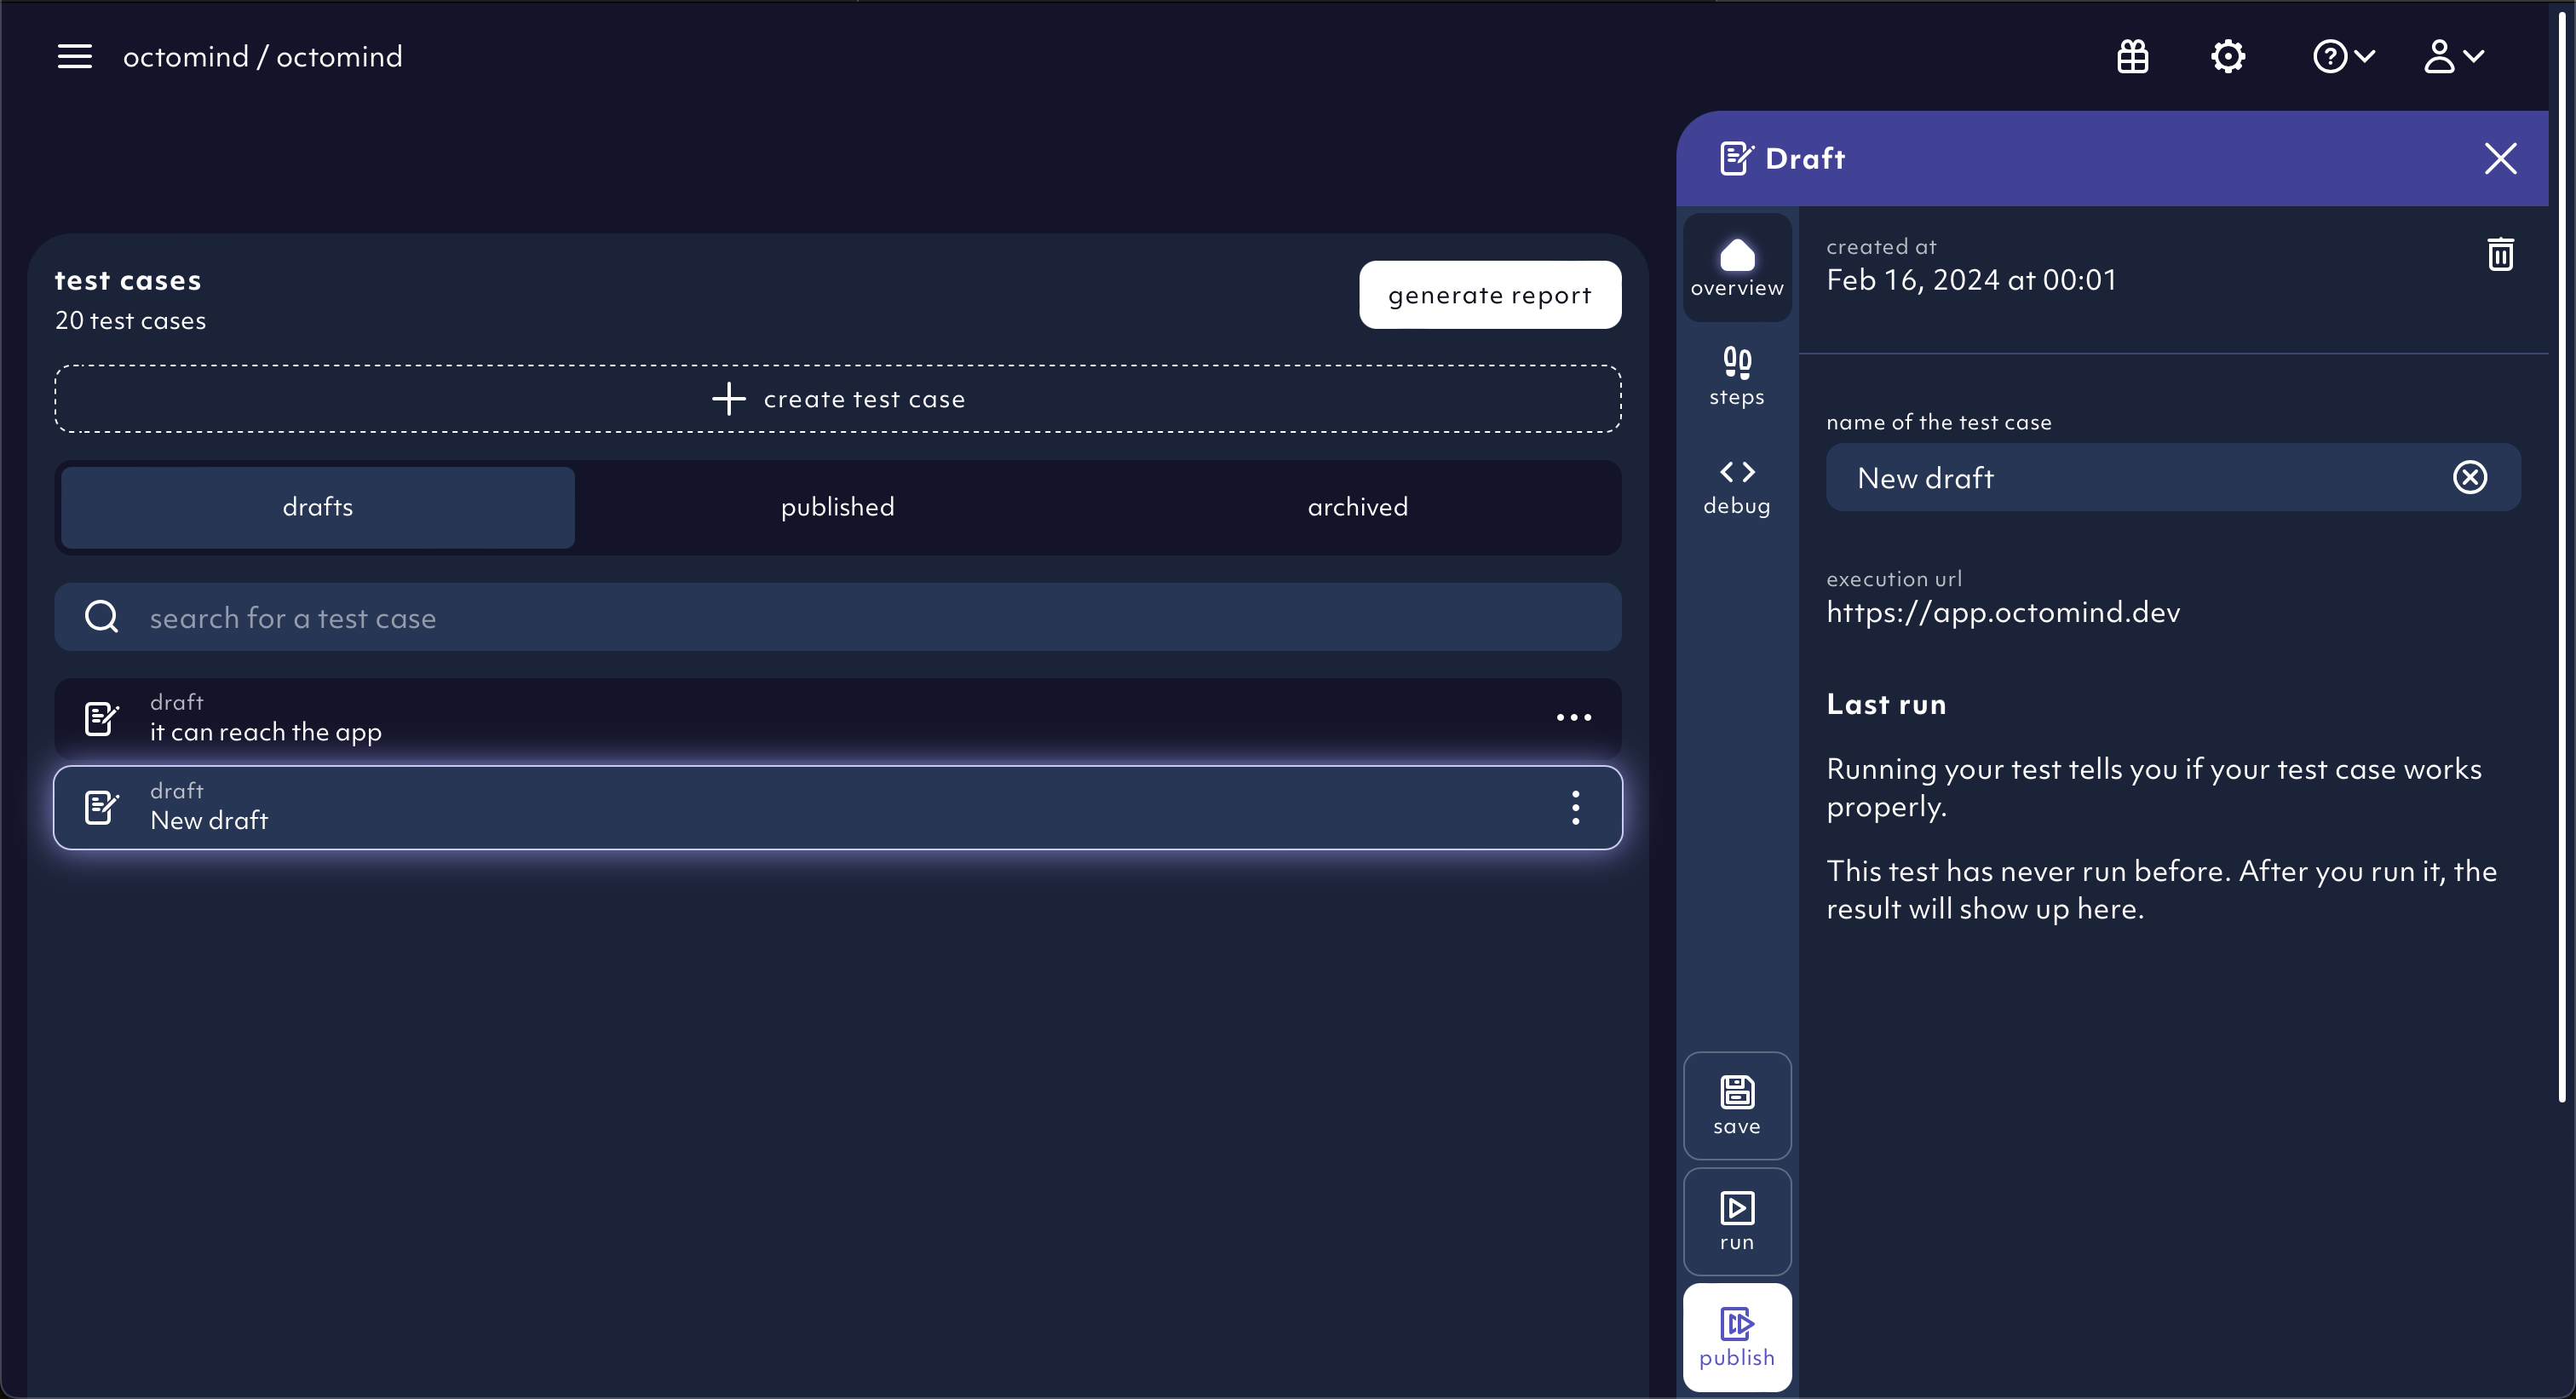 octomind / octomind
test cases
20 test cases
generate report
create test case
drafts
published
archived
search for a test case
draft
it can reach the app
draft
New draft
Draft
overview
steps
debug
save
run
publish
created at
Feb 16, 2024 at 00:01
name of the test case
New draft
execution url
https://app.octomind.dev
Last run
Running your test tells you if your test case works
properly.
This test has never run before. After you run it, the
result will show up here.